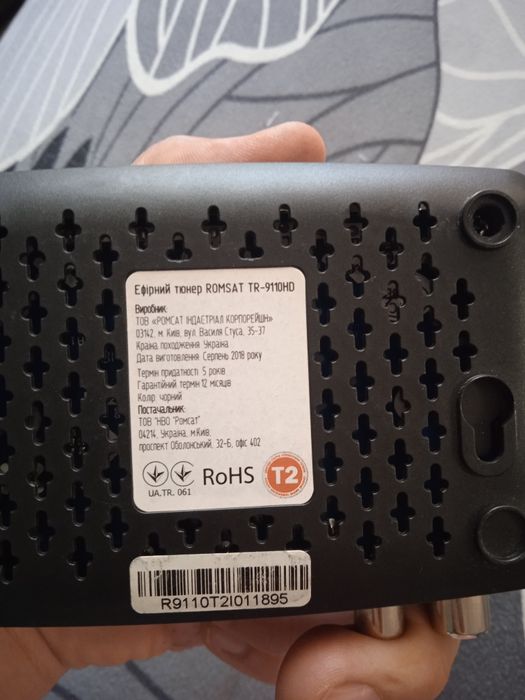 Ефірний тюнер ROMSAT TR-9110HD
Виробник:
ТОВ «РОМСАТ ІНДАСТРІАЛ КОРПОРЕЙШН»
03142, м. Київ, вул. Василя Стуса, 35-37
Країна походження Україна
Дата виготовлення Серпень 2018 року
Термін придатності 5 років
Гарантійний термін 12 місяців
Колір: чорний
Постачальник:
ТОВ "НВО "Ромсат"
04214, Україна, м.Київ,
проспект Оболонський, 32-Б, офіс 402
UA.TR. 061
RoHS
T2
R9110T2I011895